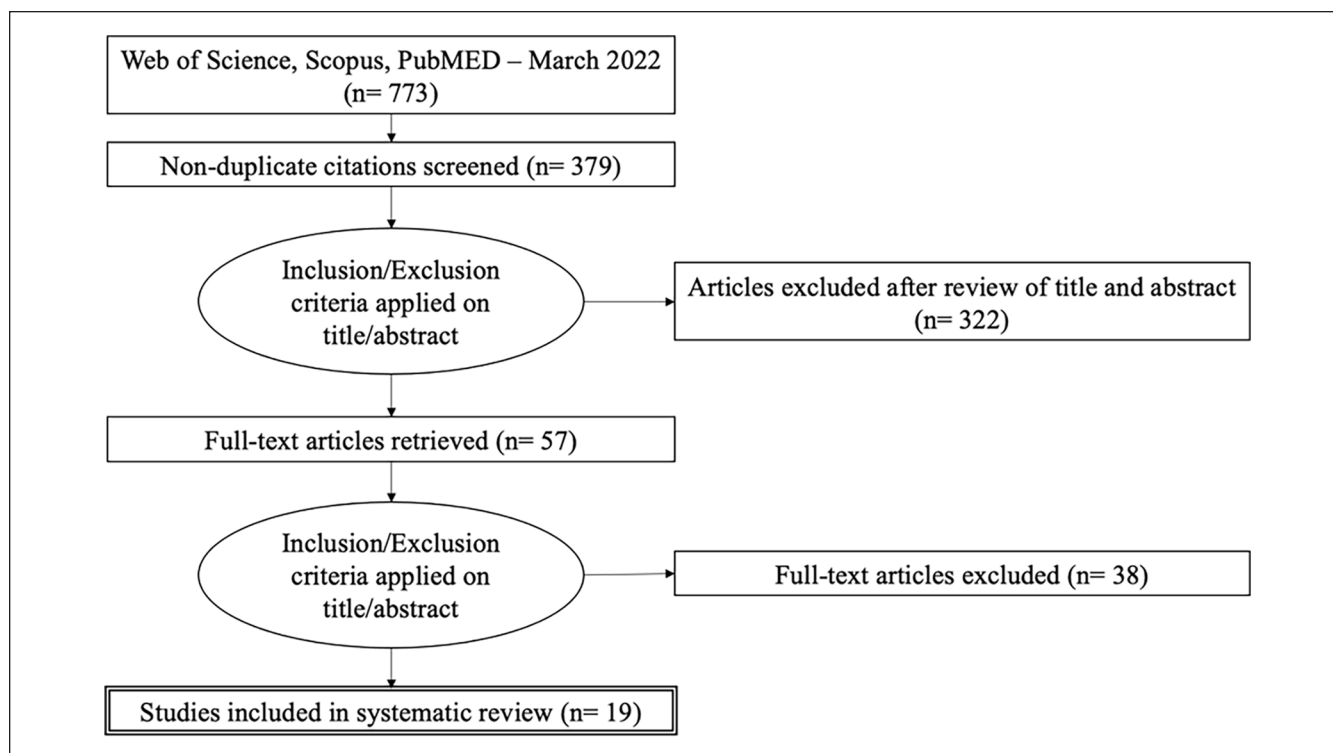 Web of Science, Scopus, PubMED – March 2022
(n= 773)
Non-duplicate citations screened (n= 379)
Inclusion/Exclusion
criteria applied on
title/abstract
Articles excluded after review of title and abstract
(n= 322)
Full-text articles retrieved (n= 57)
Inclusion/Exclusion
criteria applied on
title/abstract
Full-text articles excluded (n= 38)
Studies included in systematic review (n= 19)